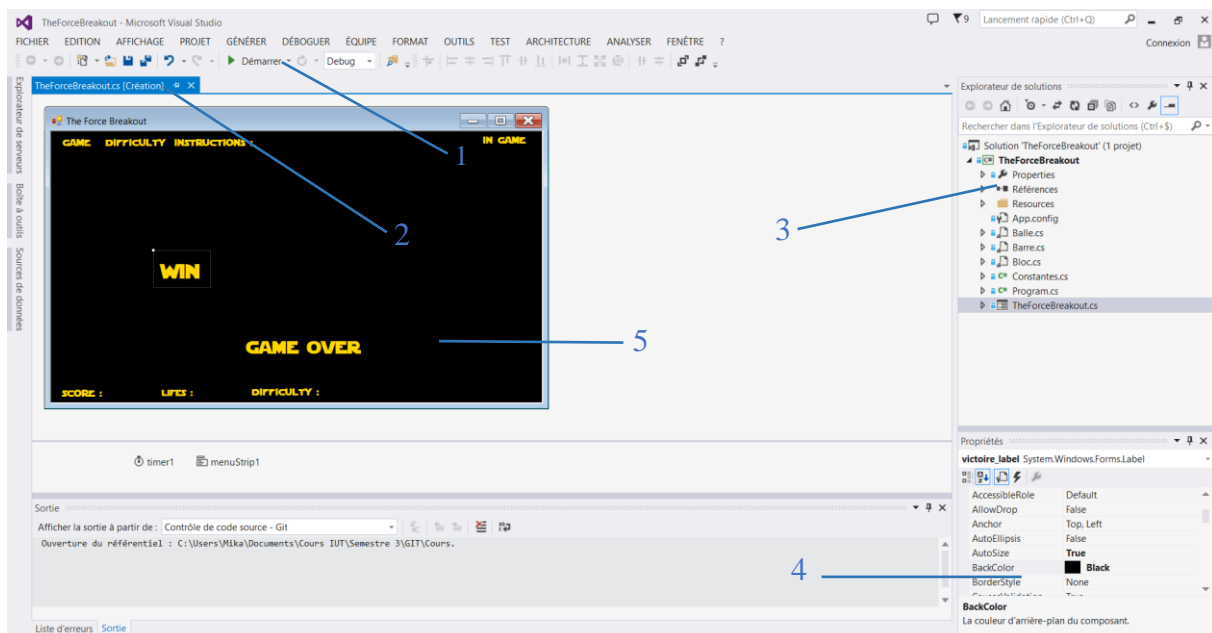 TheForceBreakout - Microsoft Visual Studio
9 Lancement rapide (Ctrl+Q)
FICHIER EDITION AFFICHAGE PROJET GÉNÉRER DÉBOGUER ÉQUIPE FORMAT OUTILS TEST ARCHITECTURE ANALYSER FENÊTRE ?
Connexion
Démarrer Debug
Explorateur de serveurs
Boîte à outils
Sources de données
TheForceBreakout.cs [Création]
The Force Breakout
GAME DIFFICULTY INSTRUCTIONS : IN GAME
1
2
WIN
GAME OVER
5
SCORE : LIFES : DIFFICULTY :
timer1 menuStrip1
Sortie
Afficher la sortie à partir de : Contrôle de code source - Git
Ouverture du référentiel : C:\Users\Mika\Documents\Cours IUT\Semestre 3\GIT\Cours.
Liste d'erreurs Sortie
Explorateur de solutions
Rechercher dans l'Explorateur de solutions (Ctrl+$)
Solution 'TheForceBreakout' (1 projet)
TheForceBreakout
Properties
3
Références
Resources
App.config
Balle.cs
Barre.cs
Bloc.cs
Constantes.cs
Program.cs
TheForceBreakout.cs
Propriétés
victoire_label System.Windows.Forms.Label
AccessibleRole Default
AllowDrop False
Anchor Top, Left
AutoEllipsis False
AutoSize True
BackColor Black
4
BorderStyle None
BackColor
La couleur d'arrière-plan du composant.